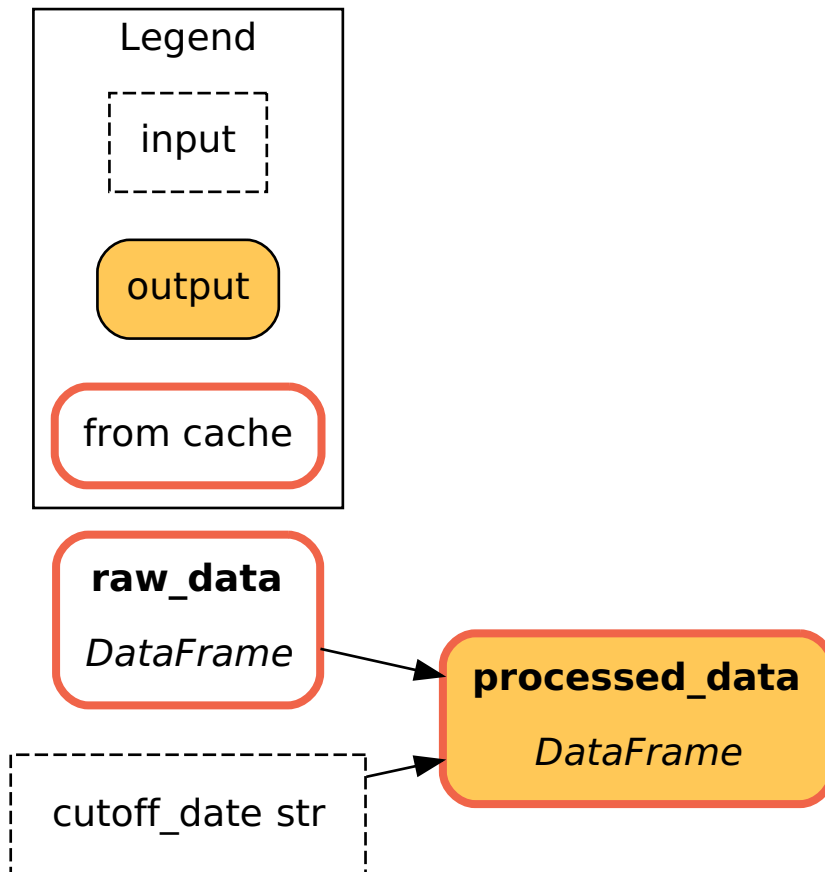 Legend
input
output
from cache
raw_data
DataFrame
processed_data
DataFrame
cutoff_date str